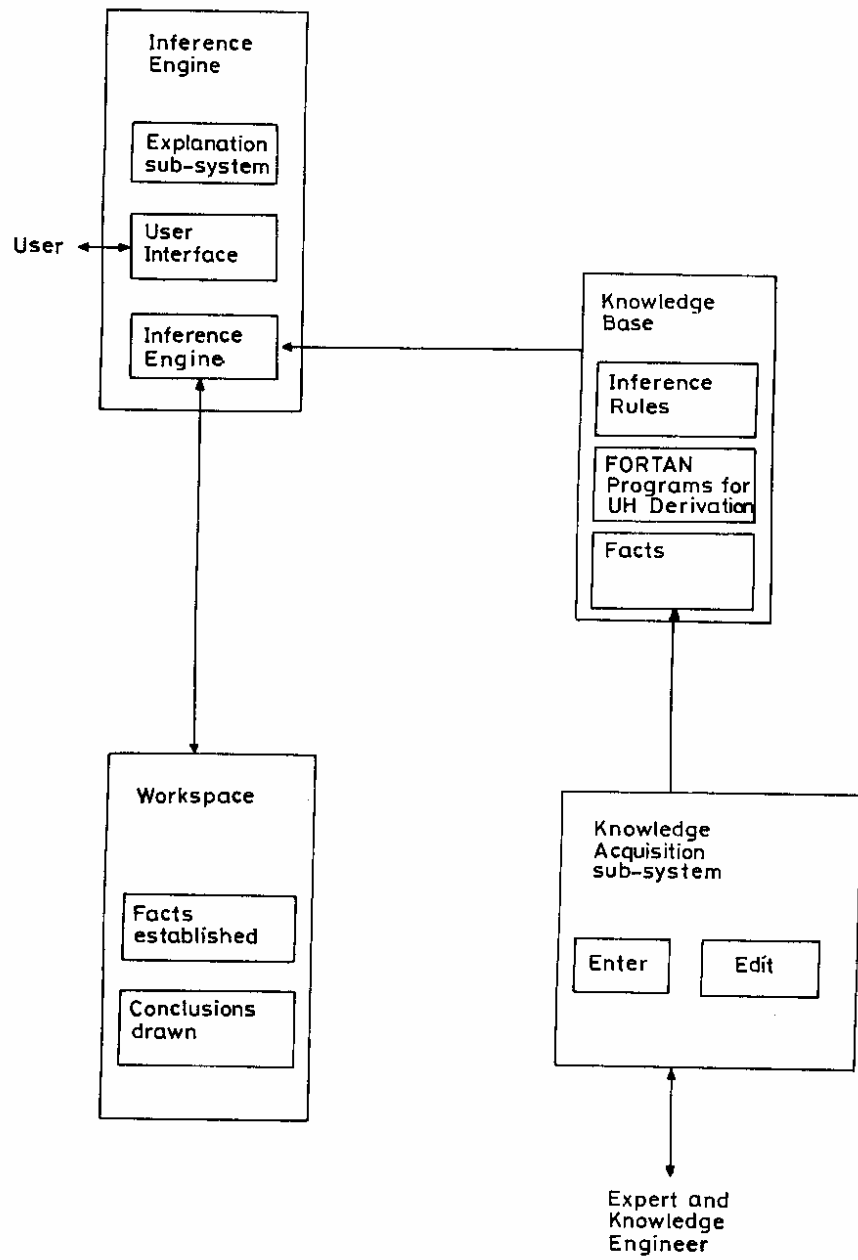 Inference
Engine
Explanation
sub-system
User
User
Interface
Inference
Engine
Knowledge
Base
Inference
Rules
FORTAN
Programs for
UH Derivation
Facts
Workspace
Facts
established
Conclusions
drawn
Knowledge
Acquisition
sub-system
Enter
Edit
Expert and
Knowledge
Engineer